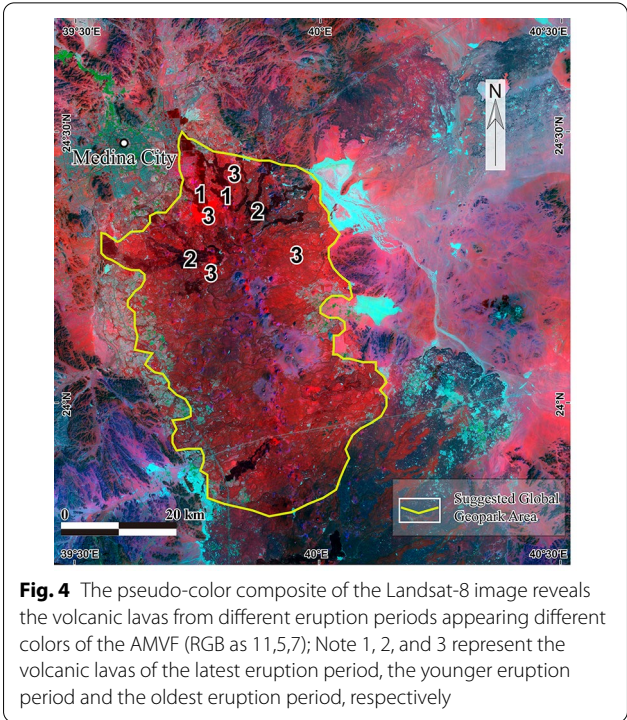 39°30'E 40°E 40°30'E
N
24°30'N 24°30'N
Medina City
3
1 1
3 2
3
2 3
24°N 24°N
Suggested Global
Geopark Area
0 20 km
39°30'E 40°E 40°30'E
Fig. 4 The pseudo-color composite of the Landsat-8 image reveals
the volcanic lavas from different eruption periods appearing different
colors of the AMVF (RGB as 11,5,7); Note 1, 2, and 3 represent the
volcanic lavas of the latest eruption period, the younger eruption
period and the oldest eruption period, respectively